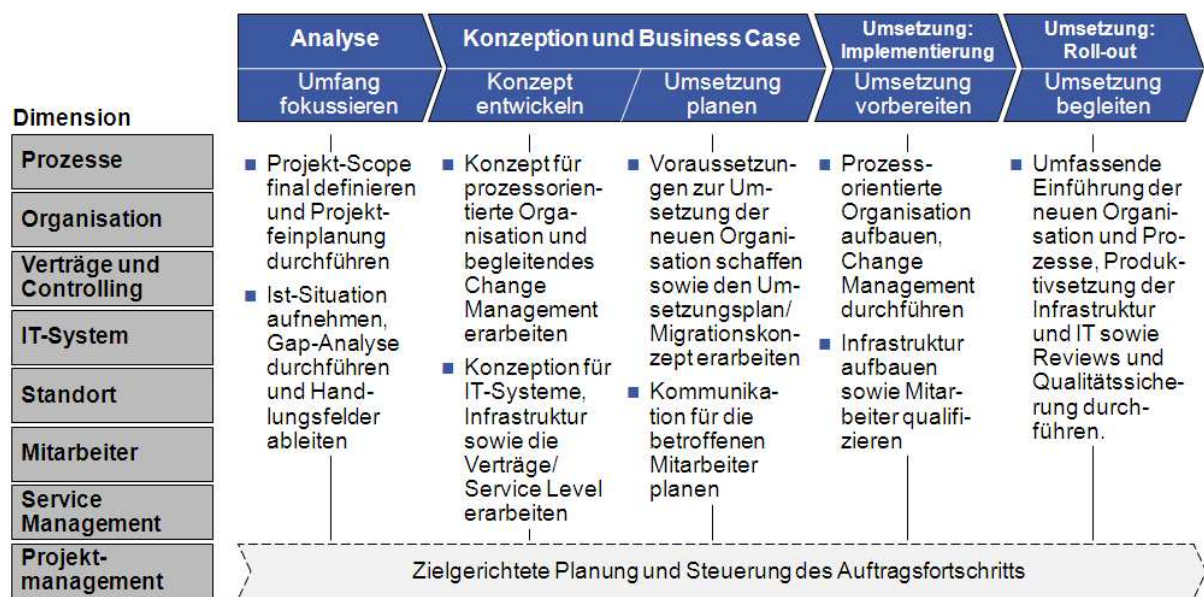 Analyse
Konzeption und Business Case
Umsetzung:
Implementierung
Umsetzung:
Roll-out
Umfang
fokussieren
Konzept
entwickeln
Umsetzung
planen
Umsetzung
vorbereiten
Umsetzung
begleiten
Dimension
Prozesse
Organisation
Verträge und
Controlling
IT-System
Standort
Mitarbeiter
Service
Management
Projekt-
management
■ Projekt-Scope
final definieren
und Projekt-
feinplanung
durchführen
■ Ist-Situation
aufnehmen,
Gap-Analyse
durchführen
und Hand-
lungsfelder
ableiten
■ Konzept für
prozessorien-
tierte Orga-
nisation und
begleitendes
Change
Management
erarbeiten
■ Konzeption für
IT-Systeme,
Infrastruktur
sowie die
Verträge/
Service Level
erarbeiten
■ Voraussetzun-
gen zur Um-
setzung der
neuen Organi-
sation schaffen
sowie den Um-
setzungsplan/
Migrationskon-
zept erarbeiten
■ Kommunika-
tion für die
betroffenen
Mitarbeiter
planen
■ Prozess-
orientierte
Organisation
aufbauen,
Change
Management
durchführen
■ Infrastruktur
aufbauen
sowie Mitar-
beiter qualifi-
zieren
■ Umfassende
Einführung der
neuen Organi-
sation und Pro-
zesse, Produk-
tivsetzung der
Infrastruktur
und IT sowie
Reviews und
Qualitätssiche-
rung durch-
führen.
Zielgerichtete Planung und Steuerung des Auftragsfortschritts